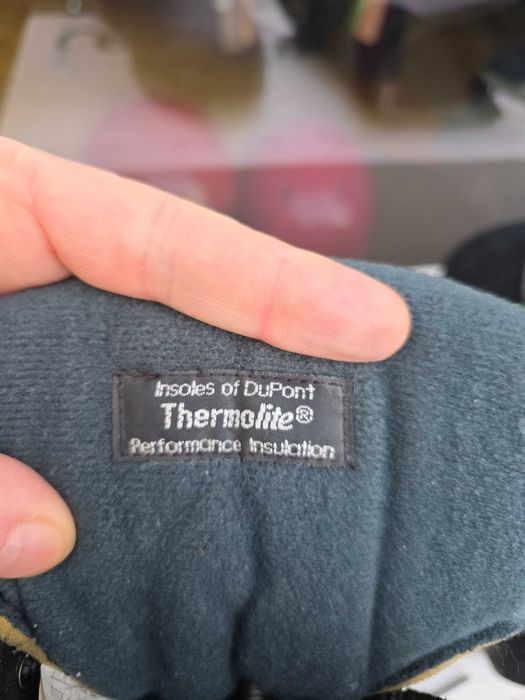 Insoles of DuPont
Thermolite®
Performance Insulation